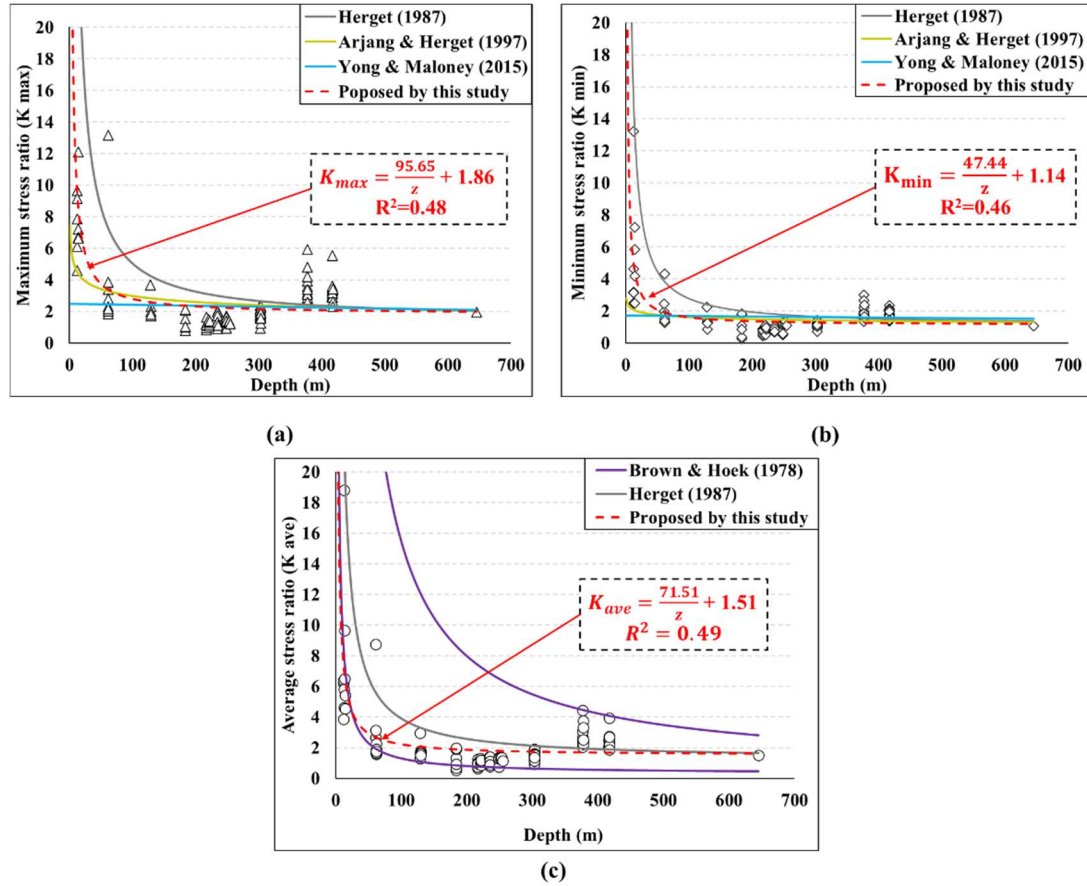 Herget (1987)
Arjang & Herget (1997)
Yong & Maloney (2015)
Poposed by this study
Maximum stress ratio (K max)
20
18
16
14
12
10
8
6
4
2
0
K_max = 95.65/z + 1.86
R²=0.48
0 100 200 300 400 500 600 700
Depth (m)
(a)
Herget (1987)
Arjang & Herget (1997)
Yong & Maloney (2015)
Proposed by this study
Minimum stress ratio (K min)
20
18
16
14
12
10
8
6
4
2
0
K_min = 47.44/z + 1.14
R²=0.46
0 100 200 300 400 500 600 700
Depth (m)
(b)
Brown & Hoek (1978)
Herget (1987)
Proposed by this study
Average stress ratio (K ave)
20
18
16
14
12
10
8
6
4
2
0
K_ave = 71.51/z + 1.51
R² = 0.49
0 100 200 300 400 500 600 700
Depth (m)
(c)